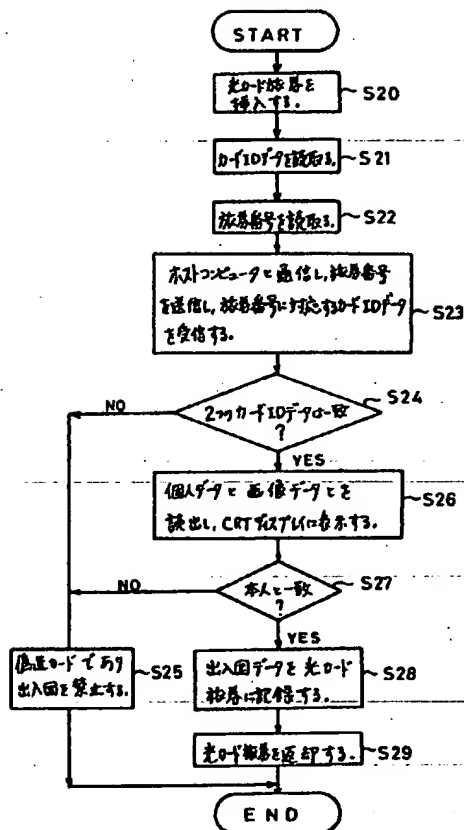 START
光カード旅券を
挿入する。
S20
カードIDデータを読取る。
S21
旅券番号を読取る。
S22
ホストコンピュータと通信し、旅券番号
を送信し、旅券番号に対応するカードIDデータ
を受信する。
S23
2つのカードIDデータは一致
?
S24
NO
YES
個人データと画像データとを
読出し、CRTディスプレイに表示する。
S26
本人と一致
?
S27
NO
YES
偽造カードであり
出入国を禁止する。
S25
出入国データを光カード
旅券に記録する。
S28
光カード旅券を返却する。
S29
END